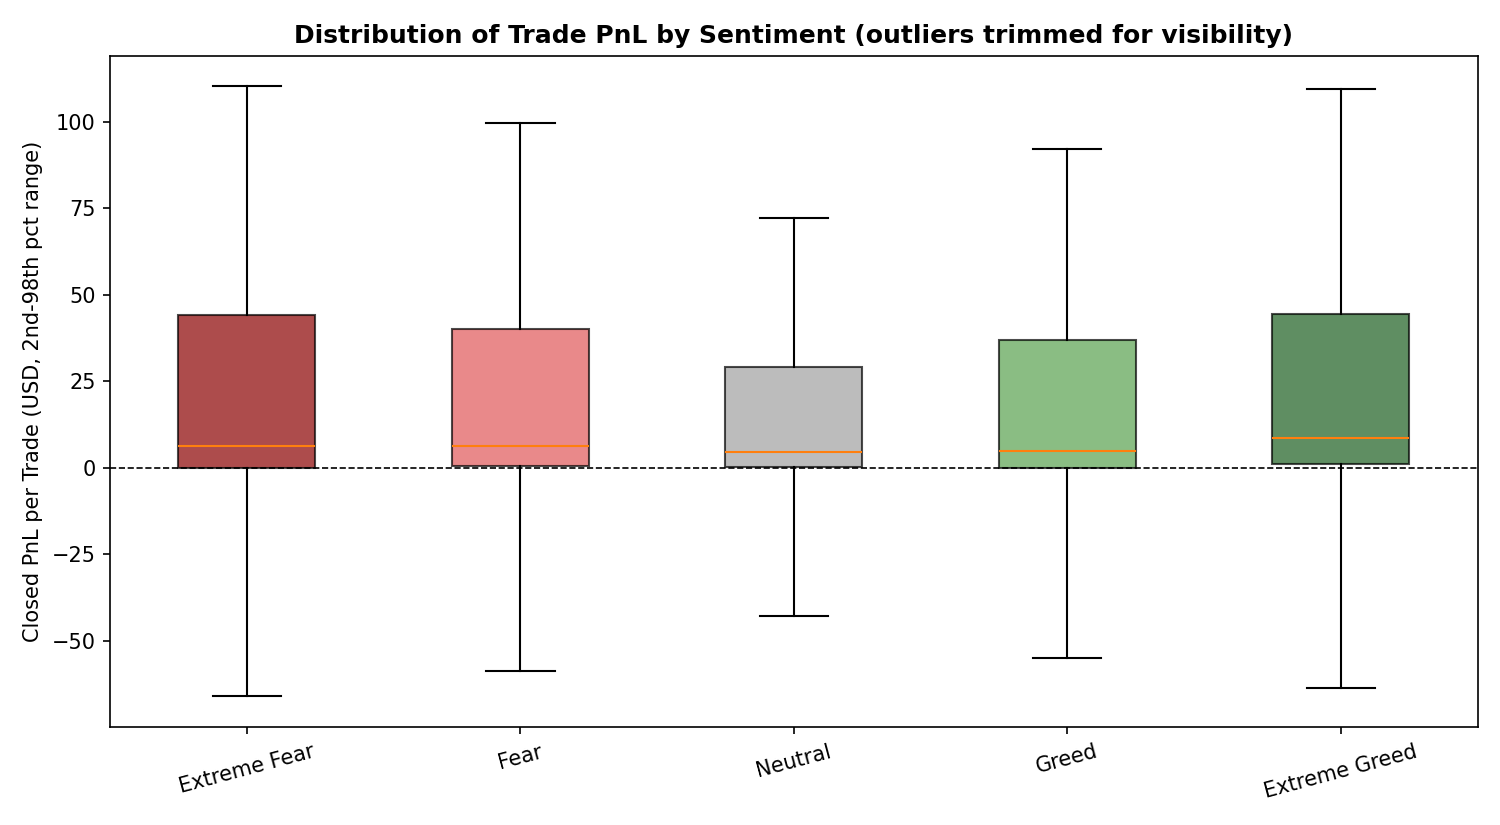 Distribution of Trade PnL by Sentiment (outliers trimmed for visibility)
Closed PnL per Trade (USD, 2nd-98th pct range)
100
75
50
25
0
−25
−50
Extreme Fear
Fear
Neutral
Greed
Extreme Greed